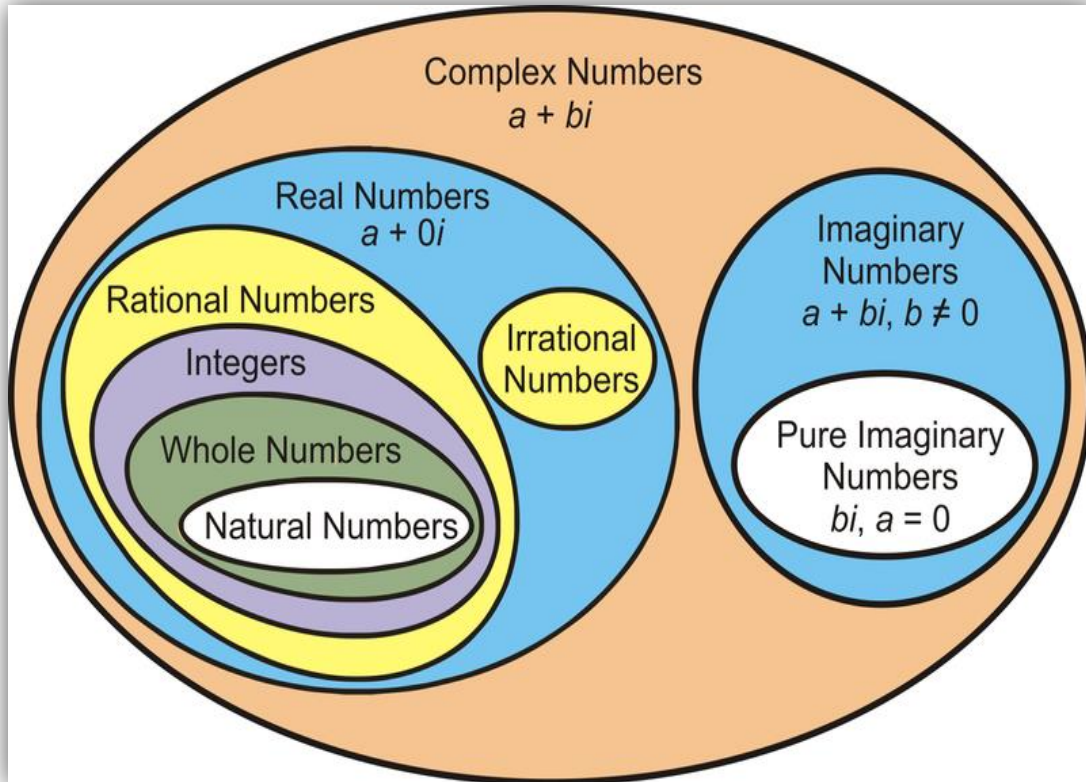 Complex Numbers
a + bi
Real Numbers
a + 0i
Rational Numbers
Integers
Whole Numbers
Natural Numbers
Irrational
Numbers
Imaginary
Numbers
a + bi, b ≠ 0
Pure Imaginary
Numbers
bi, a = 0